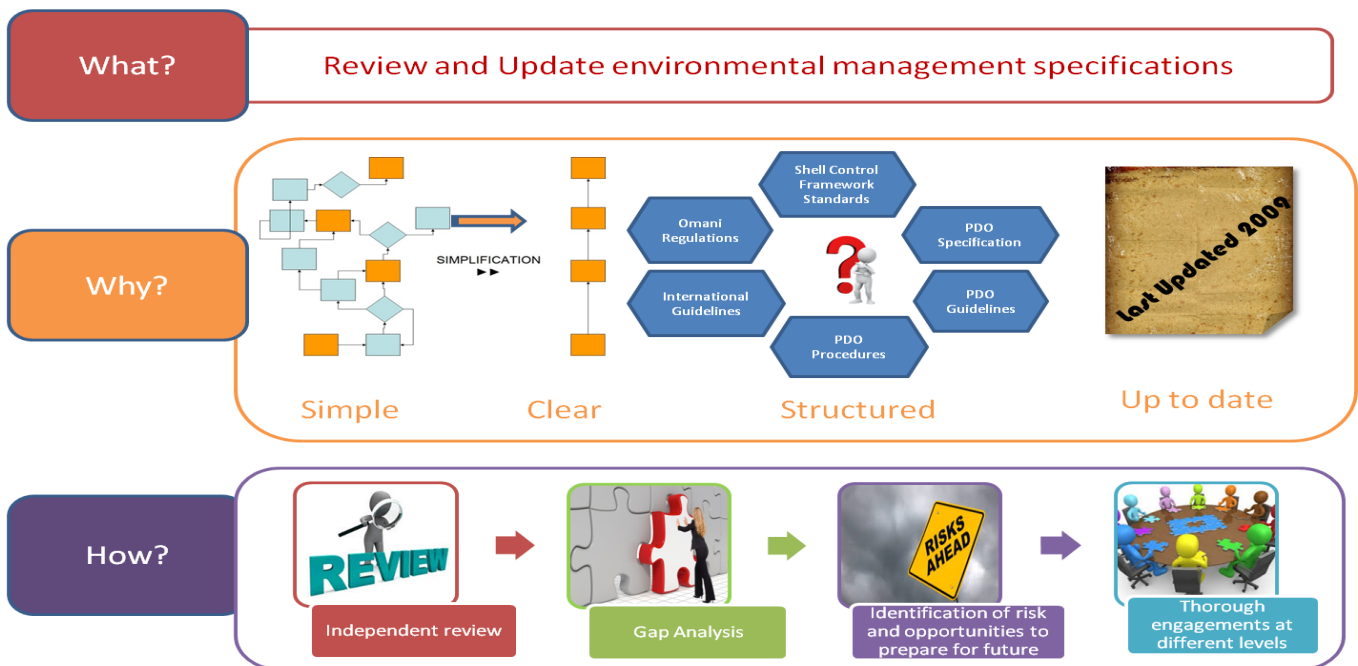 What?
Review and Update environmental management specifications
Why?
SIMPLIFICATION
Shell Control
Framework
Standards
Omani
Regulations
PDO
Specification
International
Guidelines
PDO
Guidelines
PDO
Procedures
Last Updated 2009
Simple
Clear
Structured
Up to date
How?
REVIEW
RISKS
AHEAD
Independent review
Gap Analysis
Identification of risk
and opportunities to
prepare for future
Thorough
engagements at
different levels